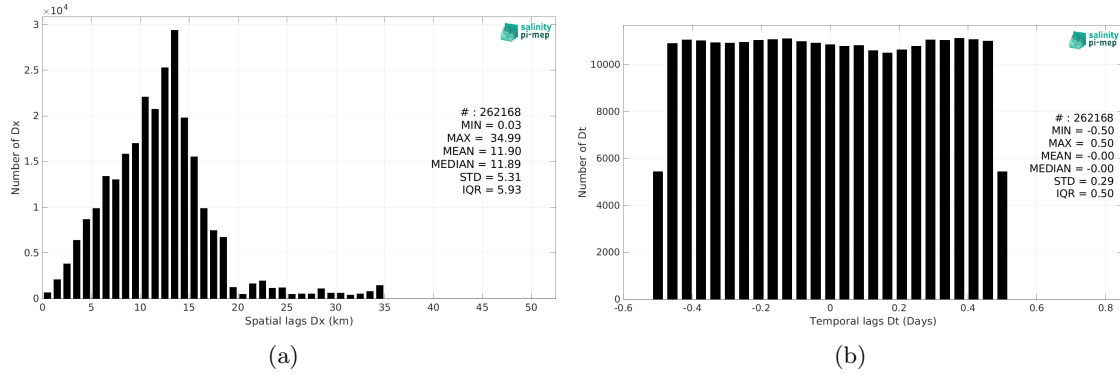 ×10⁴
3
2.5
2
1.5
1
0.5
0
Number of Dx
salinity
pi-mep
# : 262168
MIN = 0.03
MAX = 34.99
MEAN = 11.90
MEDIAN = 11.89
STD = 5.31
IQR = 5.93
0 5 10 15 20 25 30 35 40 45 50
Spatial lags Dx (km)
(a)
10000
8000
6000
4000
2000
0
Number of Dt
salinity
pi-mep
# : 262168
MIN = -0.50
MAX = 0.50
MEAN = -0.00
MEDIAN = -0.00
STD = 0.29
IQR = 0.50
-0.6 -0.4 -0.2 0 0.2 0.4 0.6 0.8
Temporal lags Dt (Days)
(b)